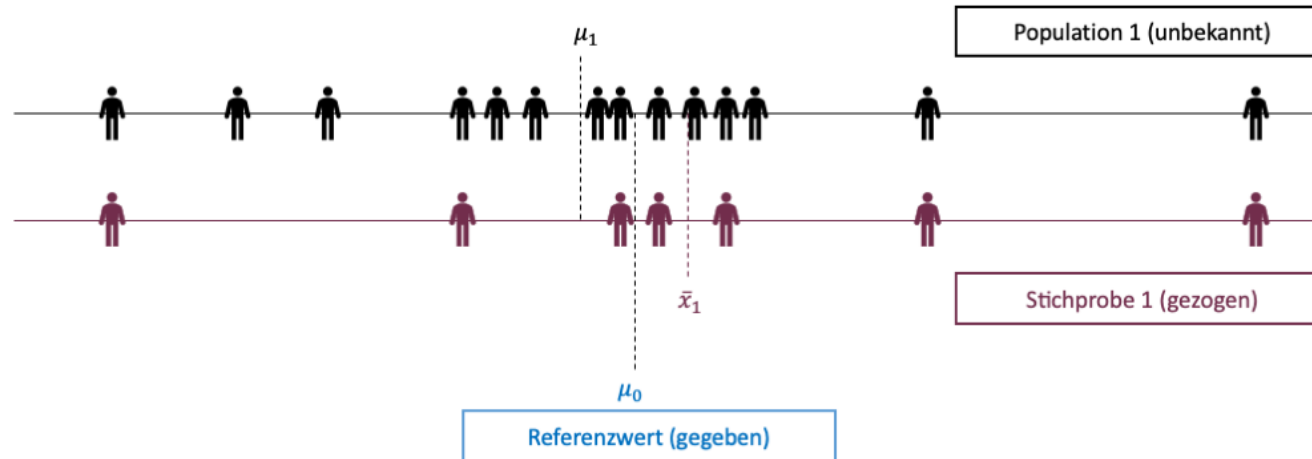 Population 1 (unbekannt)
μ₁
x̄₁
Stichprobe 1 (gezogen)
μ₀
Referenzwert (gegeben)